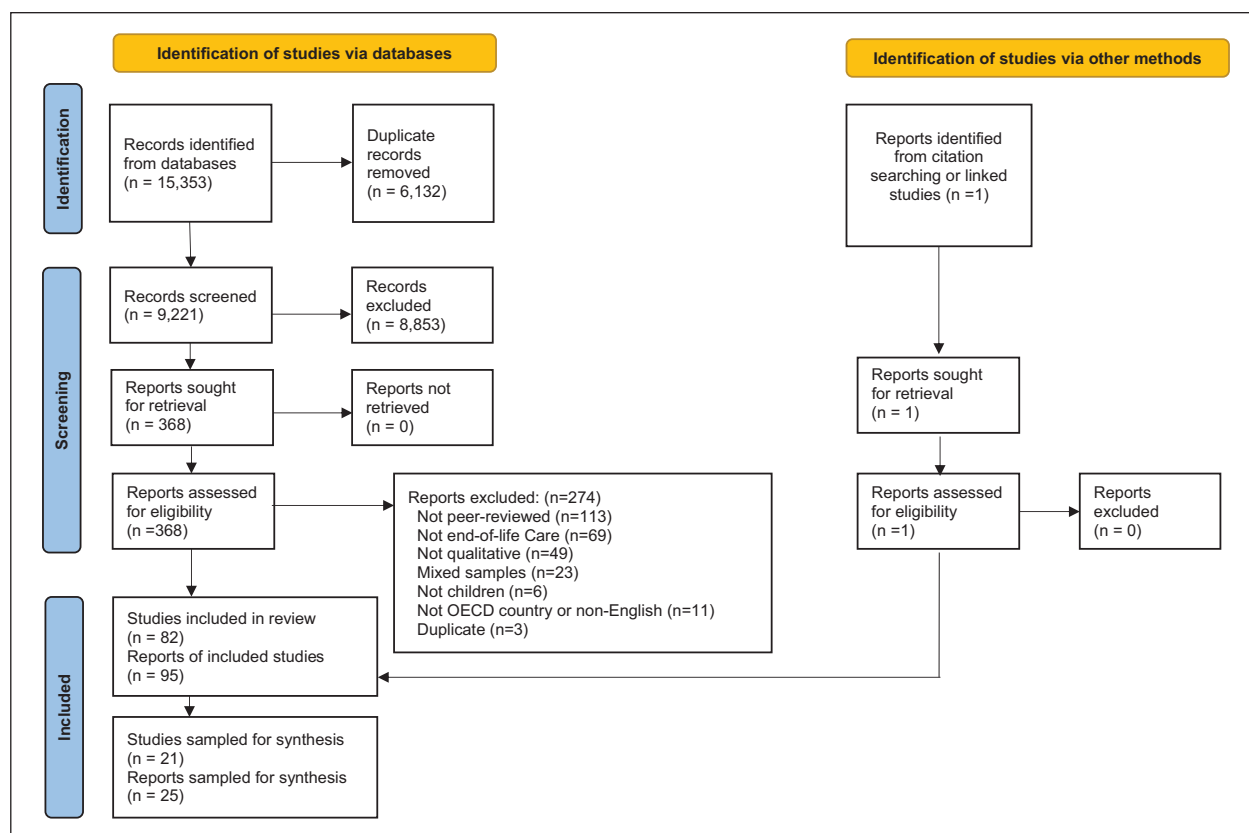 Identification of studies via databases
Identification of studies via other methods
Identification
Records identified
from databases
(n = 15,353)
Duplicate
records
removed
(n = 6,132)
Reports identified
from citation
searching or linked
studies (n =1)
Screening
Records screened
(n = 9,221)
Records
excluded
(n = 8,853)
Reports sought
for retrieval
(n = 368)
Reports not
retrieved
(n = 0)
Reports sought
for retrieval
(n = 1)
Reports assessed
for eligibility
(n =368)
Reports excluded: (n=274)
Not peer-reviewed (n=113)
Not end-of-life Care (n=69)
Not qualitative (n=49)
Mixed samples (n=23)
Not children (n=6)
Not OECD country or non-English (n=11)
Duplicate (n=3)
Reports assessed
for eligibility
(n =1)
Reports
excluded
(n = 0)
Included
Studies included in review
(n = 82)
Reports of included studies
(n = 95)
Studies sampled for synthesis
(n = 21)
Reports sampled for synthesis
(n = 25)